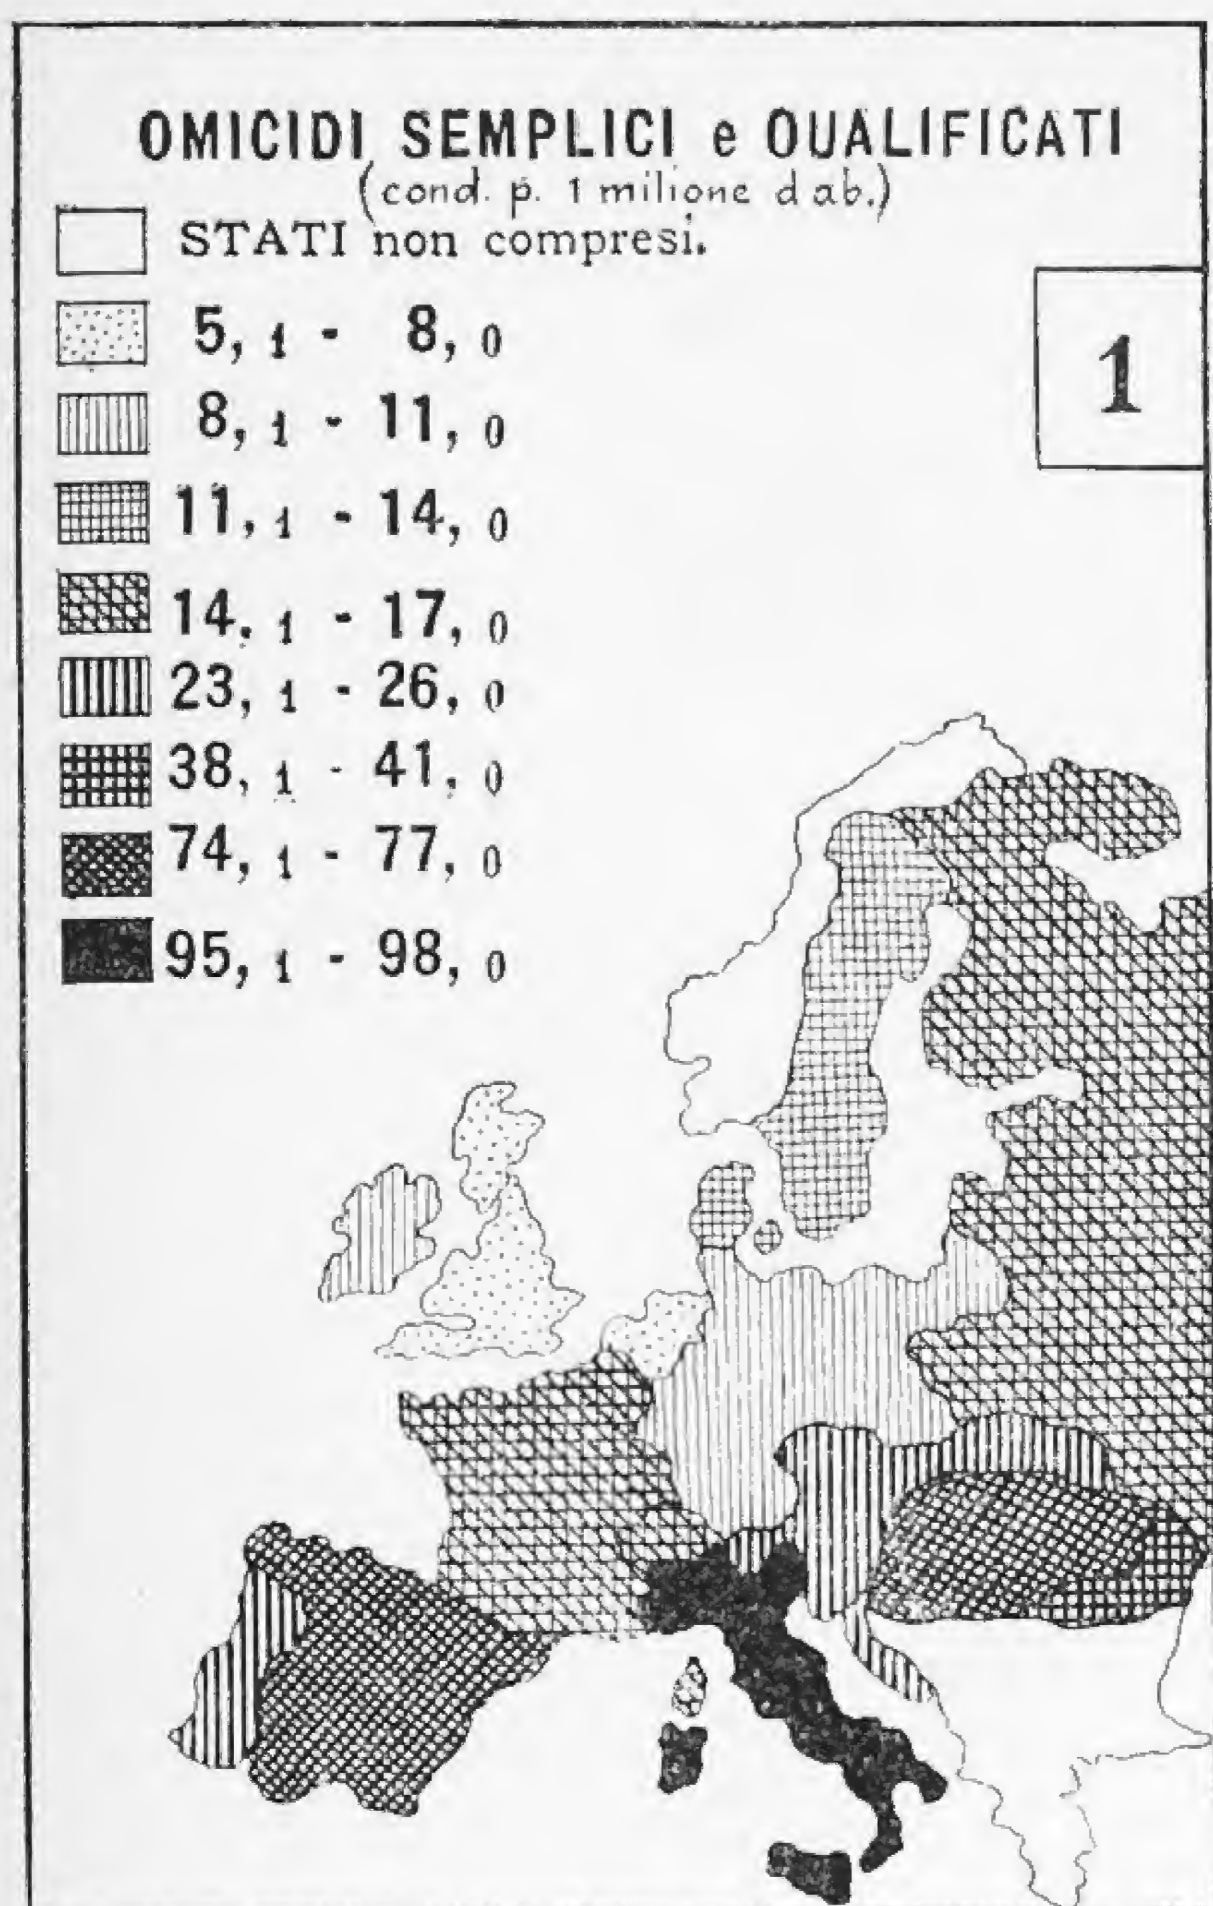 OMICIDI SEMPLICI e QUALIFICATI
(cond. p. 1 milione d ab.)
STATI non compresi.
1
5,1 - 8,0
8,1 - 11,0
11,1 - 14,0
14,1 - 17,0
23,1 - 26,0
38,1 - 41,0
74,1 - 77,0
95,1 - 98,0